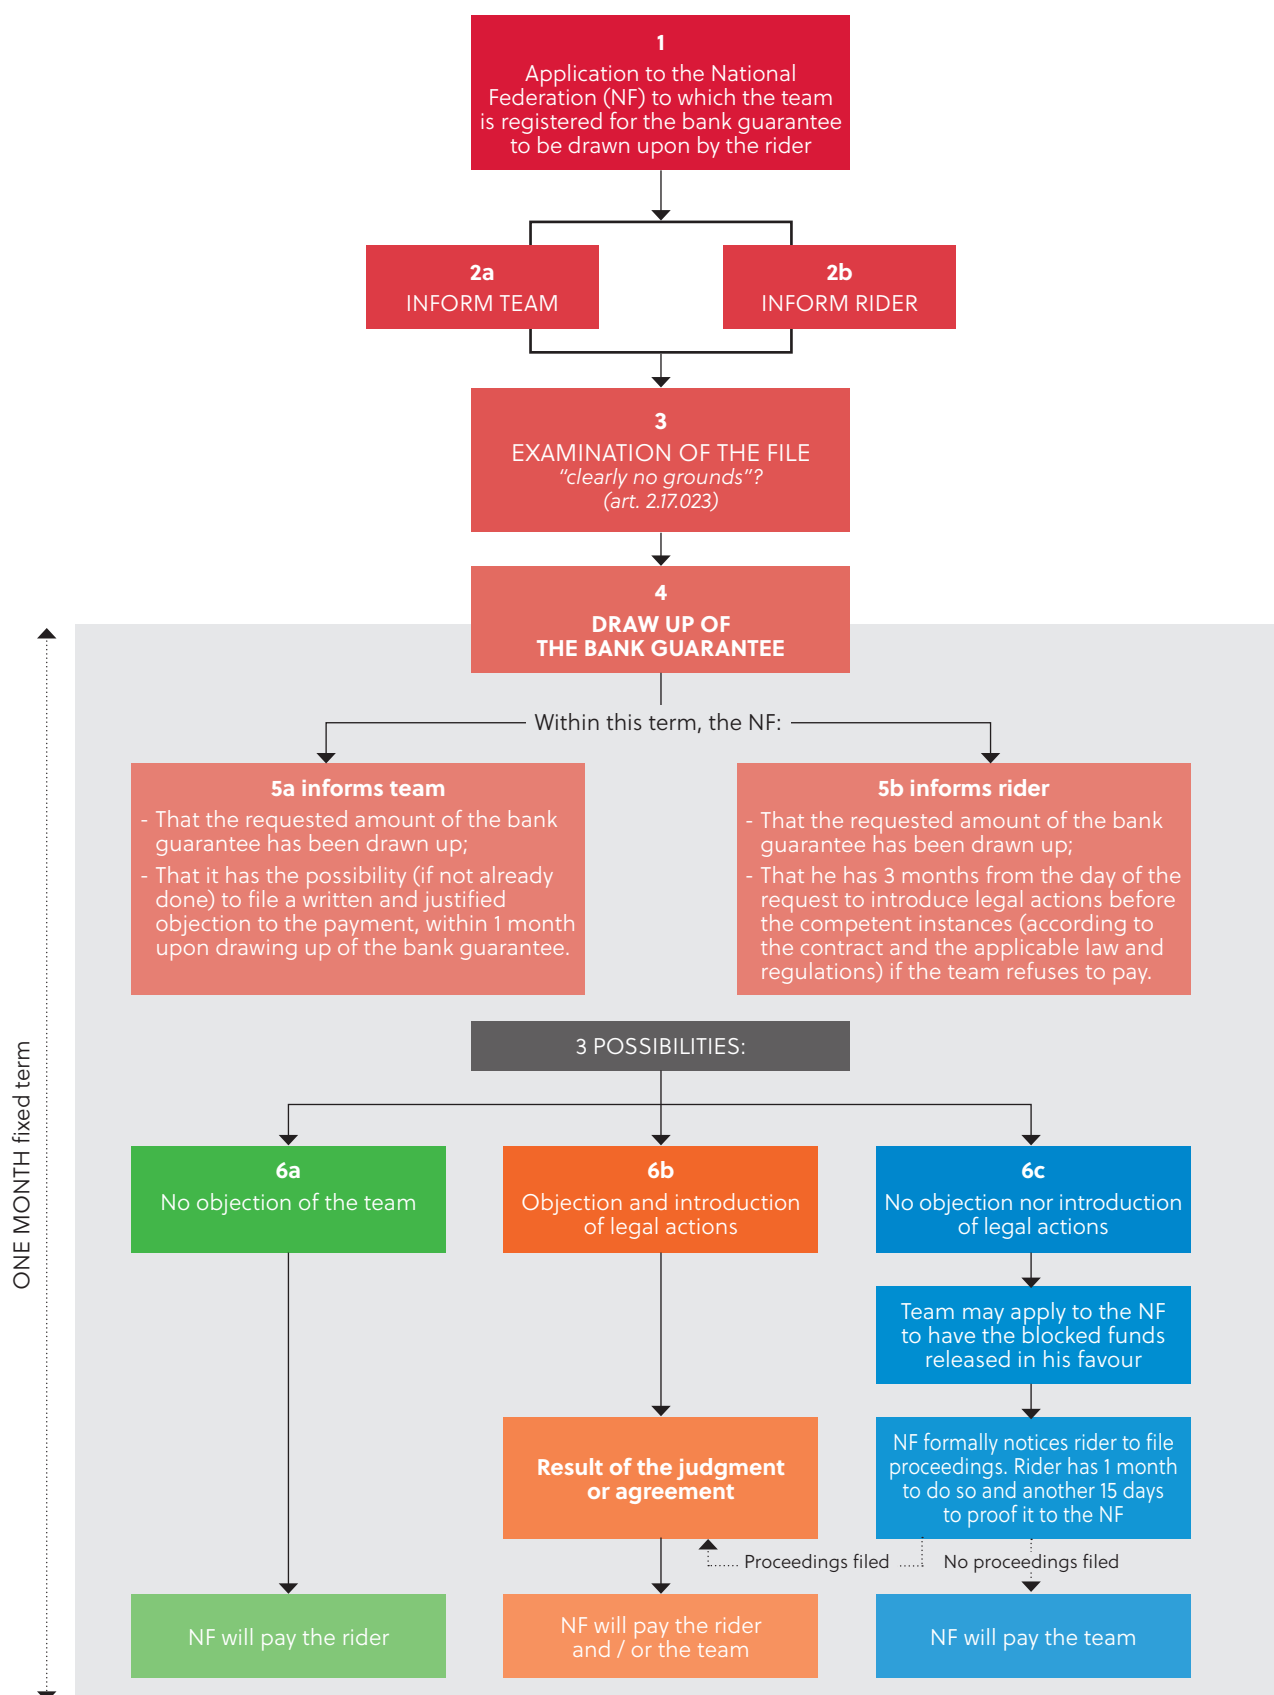 1
Application to the National
Federation (NF) to which the team
is registered for the bank guarantee
to be drawn upon by the rider
2a
INFORM TEAM
2b
INFORM RIDER
3
EXAMINATION OF THE FILE
“clearly no grounds”?
(art. 2.17.023)
4
DRAW UP OF
THE BANK GUARANTEE
Within this term, the NF:
5a informs team
- That the requested amount of the bank
guarantee has been drawn up;
- That it has the possibility (if not already
done) to file a written and justified
objection to the payment, within 1 month
upon drawing up of the bank guarantee.
5b informs rider
- That the requested amount of the bank
guarantee has been drawn up;
- That he has 3 months from the day of the
request to introduce legal actions before
the competent instances (according to
the contract and the applicable law and
regulations) if the team refuses to pay.
ONE MONTH fixed term
3 POSSIBILITIES:
6a
No objection of the team
6b
Objection and introduction
of legal actions
6c
No objection nor introduction
of legal actions
Team may apply to the NF
to have the blocked funds
released in his favour
Result of the judgment
or agreement
NF formally notices rider to file
proceedings. Rider has 1 month
to do so and another 15 days
to proof it to the NF
Proceedings filed
No proceedings filed
NF will pay the rider
NF will pay the rider
and / or the team
NF will pay the team